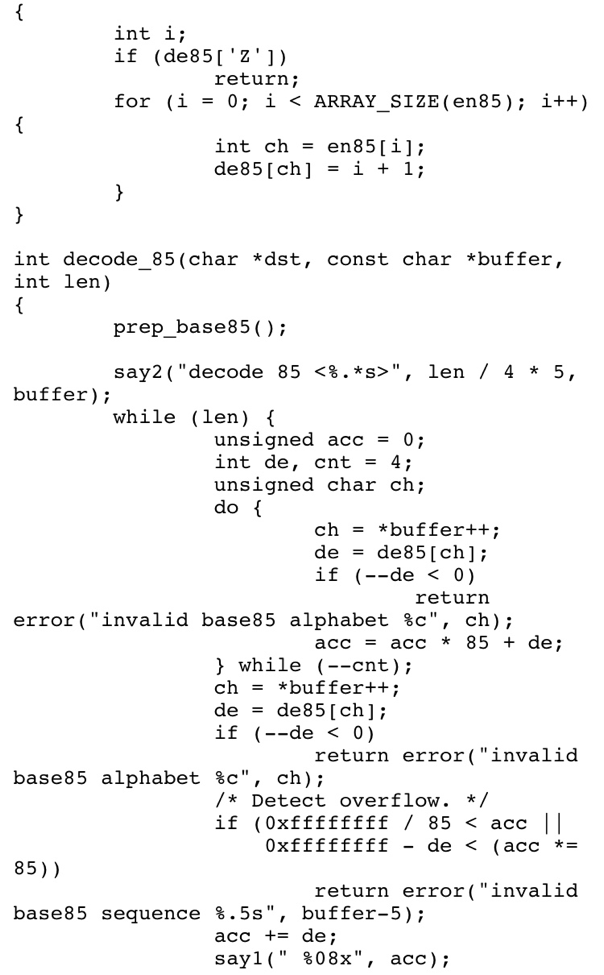 {
        int i;
        if (de85['Z'])
                return;
        for (i = 0; i < ARRAY_SIZE(en85); i++)
{
                int ch = en85[i];
                de85[ch] = i + 1;
        }
}

int decode_85(char *dst, const char *buffer,
int len)
{
        prep_base85();

        say2("decode 85 <%.*s>", len / 4 * 5,
buffer);
        while (len) {
                unsigned acc = 0;
                int de, cnt = 4;
                unsigned char ch;
                do {
                        ch = *buffer++;
                        de = de85[ch];
                        if (--de < 0)
                                return
error("invalid base85 alphabet %c", ch);
                        acc = acc * 85 + de;
                } while (--cnt);
                ch = *buffer++;
                de = de85[ch];
                if (--de < 0)
                        return error("invalid
base85 alphabet %c", ch);
                /* Detect overflow. */
                if (0xffffffff / 85 < acc ||
                    0xffffffff - de < (acc *=
85))
                        return error("invalid
base85 sequence %.5s", buffer-5);
                acc += de;
                say1(" %08x", acc);